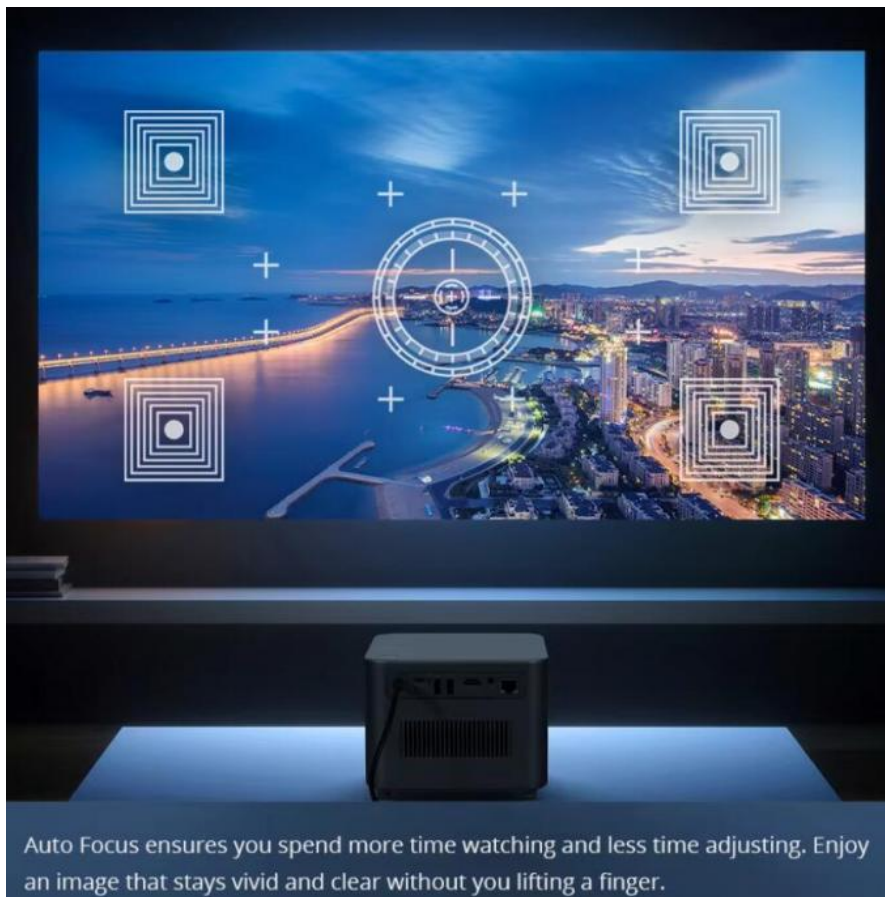 Auto Focus ensures you spend more time watching and less time adjusting. Enjoy
an image that stays vivid and clear without you lifting a finger.